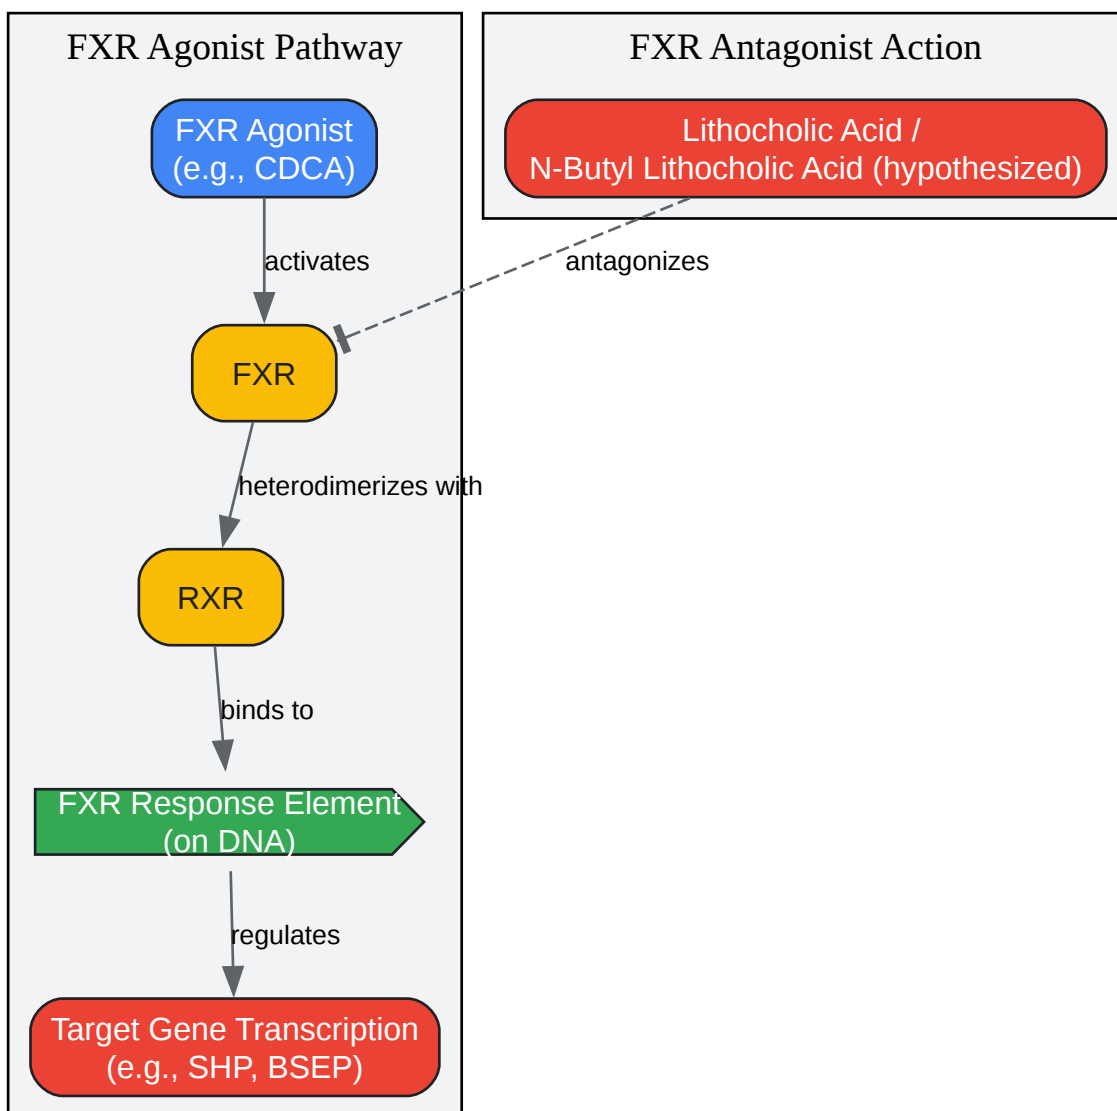 FXR Agonist Pathway
FXR Antagonist Action
FXR Agonist
(e.g., CDCA)
Lithocholic Acid /
N-Butyl Lithocholic Acid (hypothesized)
activates
antagonizes
FXR
heterodimerizes with
RXR
binds to
FXR Response Element
(on DNA)
regulates
Target Gene Transcription
(e.g., SHP, BSEP)